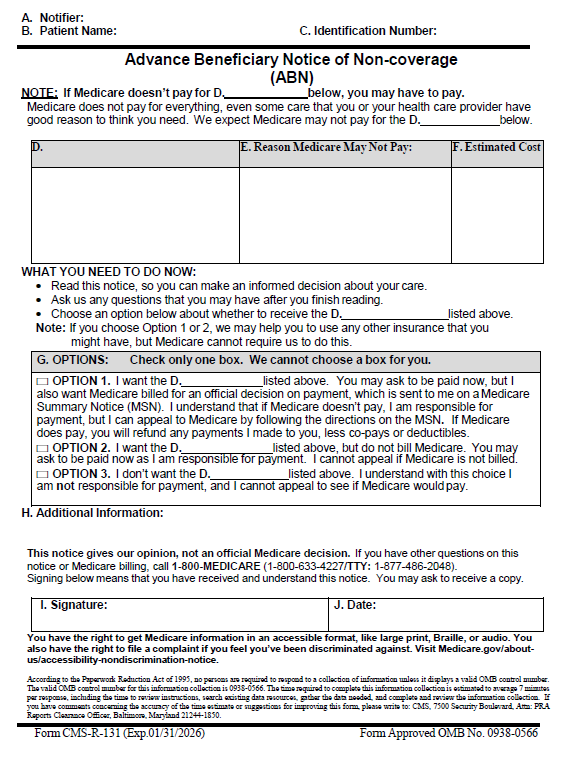 A. Notifier:
B. Patient Name: C. Identification Number:
Advance Beneficiary Notice of Non-coverage
(ABN)
NOTE: If Medicare doesn't pay for D.____________below, you may have to pay.
Medicare does not pay for everything, even some care that you or your health care provider have
good reason to think you need. We expect Medicare may not pay for the D.____________below.
D. E. Reason Medicare May Not Pay: F. Estimated Cost
WHAT YOU NEED TO DO NOW:
• Read this notice, so you can make an informed decision about your care.
• Ask us any questions that you may have after you finish reading.
• Choose an option below about whether to receive the D.________________listed above.
Note: If you choose Option 1 or 2, we may help you to use any other insurance that you
might have, but Medicare cannot require us to do this.
G. OPTIONS: Check only one box. We cannot choose a box for you.
☐ OPTION 1. I want the D.____________listed above. You may ask to be paid now, but I
also want Medicare billed for an official decision on payment, which is sent to me on a Medicare
Summary Notice (MSN). I understand that if Medicare doesn't pay, I am responsible for
payment, but I can appeal to Medicare by following the directions on the MSN. If Medicare
does pay, you will refund any payments I made to you, less co-pays or deductibles.
☐ OPTION 2. I want the D.____________listed above, but do not bill Medicare. You may
ask to be paid now as I am responsible for payment. I cannot appeal if Medicare is not billed.
☐ OPTION 3. I don't want the D.____________listed above. I understand with this choice I
am not responsible for payment, and I cannot appeal to see if Medicare would pay.
H. Additional Information:
This notice gives our opinion, not an official Medicare decision. If you have other questions on this
notice or Medicare billing, call 1-800-MEDICARE (1-800-633-4227/TTY: 1-877-486-2048).
Signing below means that you have received and understand this notice. You may ask to receive a copy.
I. Signature: J. Date:
You have the right to get Medicare information in an accessible format, like large print, Braille, or audio. You
also have the right to file a complaint if you feel you've been discriminated against. Visit Medicare.gov/about-
us/accessibility-nondiscrimination-notice.
According to the Paperwork Reduction Act of 1995, no persons are required to respond to a collection of information unless it displays a valid OMB control number.
The valid OMB control number for this information collection is 0938-0566. The time required to complete this information collection is estimated to average 7 minutes
per response, including the time to review instructions, search existing data resources, gather the data needed, and complete and review the information collection. If
you have comments concerning the accuracy of the time estimate or suggestions for improving this form, please write to: CMS, 7500 Security Boulevard, Attn: PRA
Reports Clearance Officer, Baltimore, Maryland 21244-1850.
Form CMS-R-131 (Exp.01/31/2026) Form Approved OMB No. 0938-0566